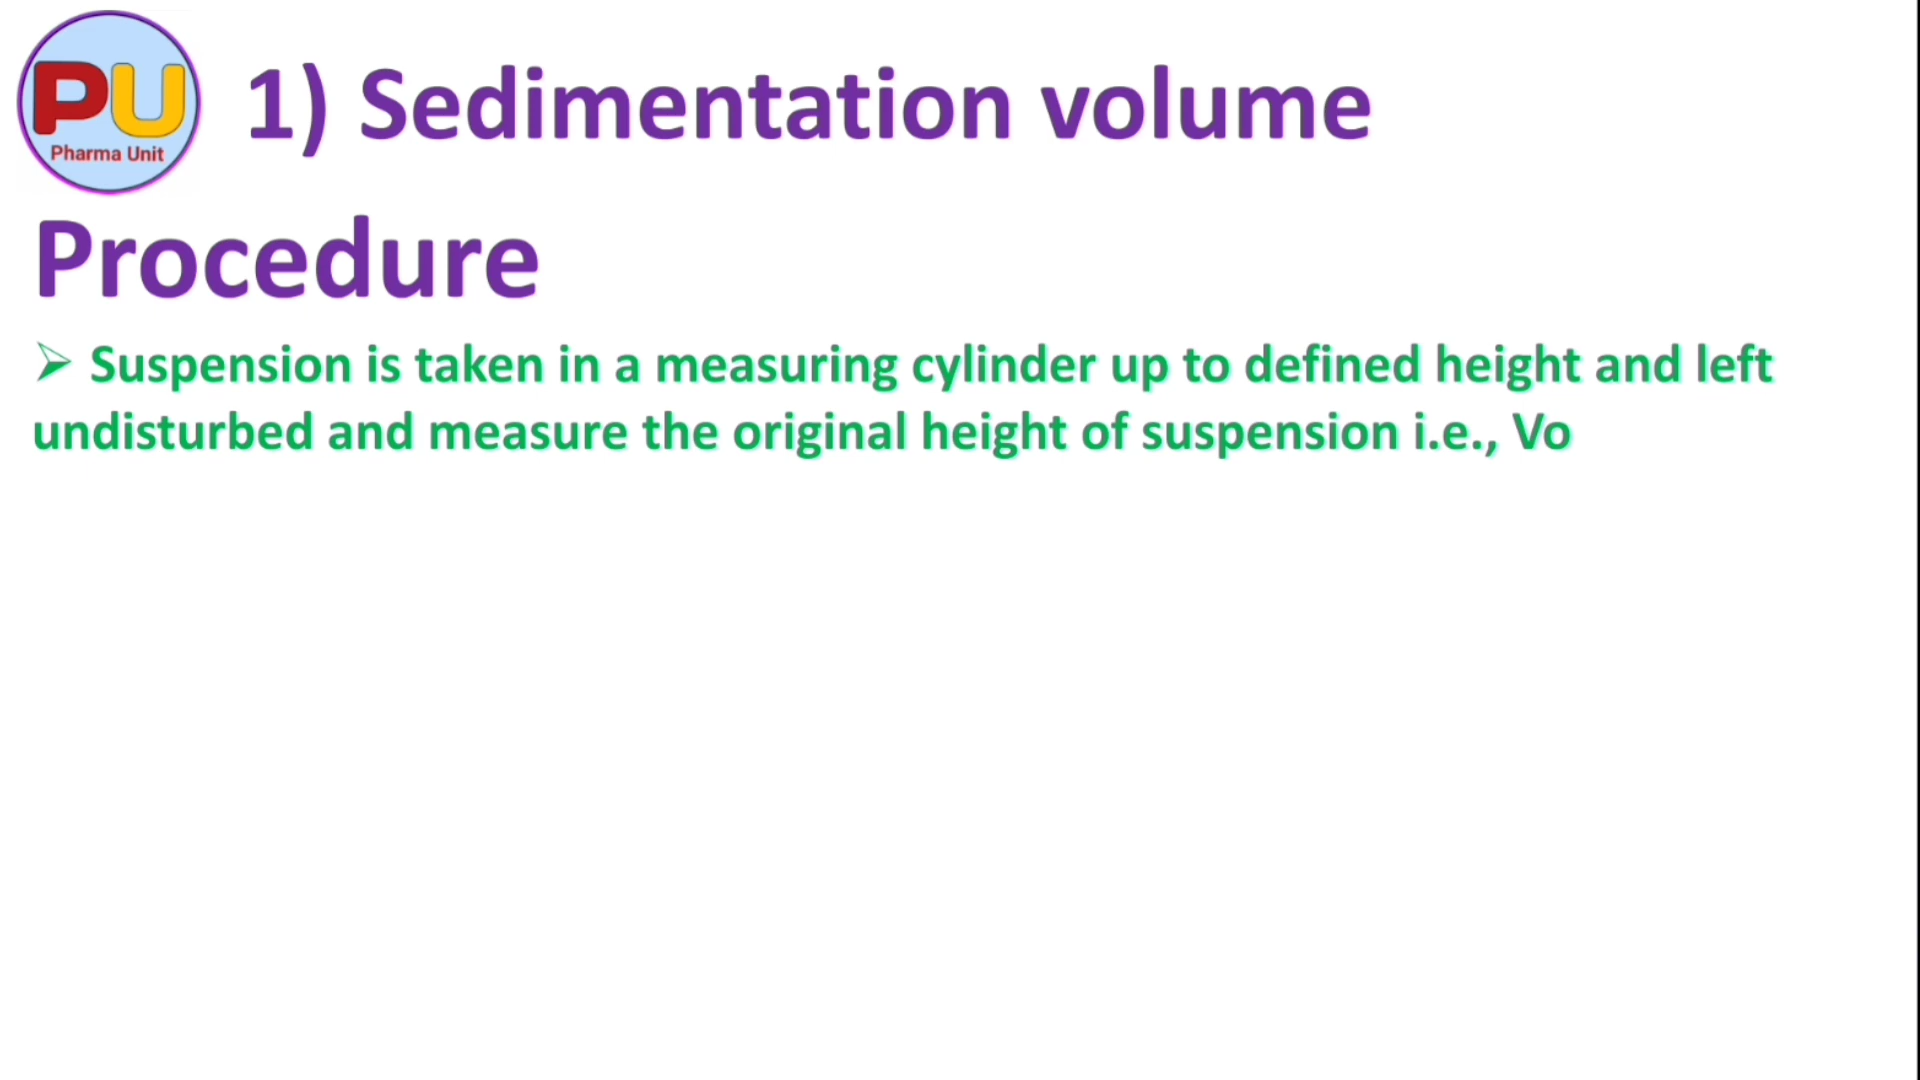 PU
Pharma Unit
1) Sedimentation volume
Procedure
➢ Suspension is taken in a measuring cylinder up to defined height and left
undisturbed and measure the original height of suspension i.e., Vo